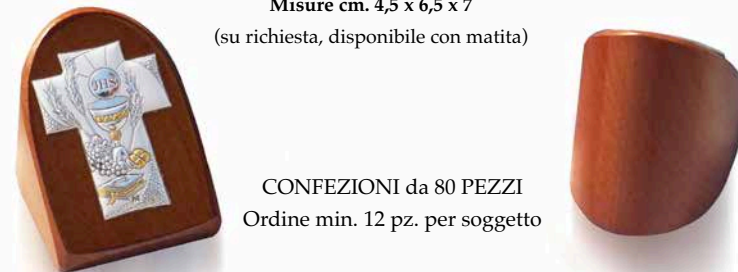 Misure cm. 4,5 x 6,5 x 7
(su richiesta, disponibile con matita)
JHS
CONFEZIONI da 80 PEZZI
Ordine min. 12 pz. per soggetto